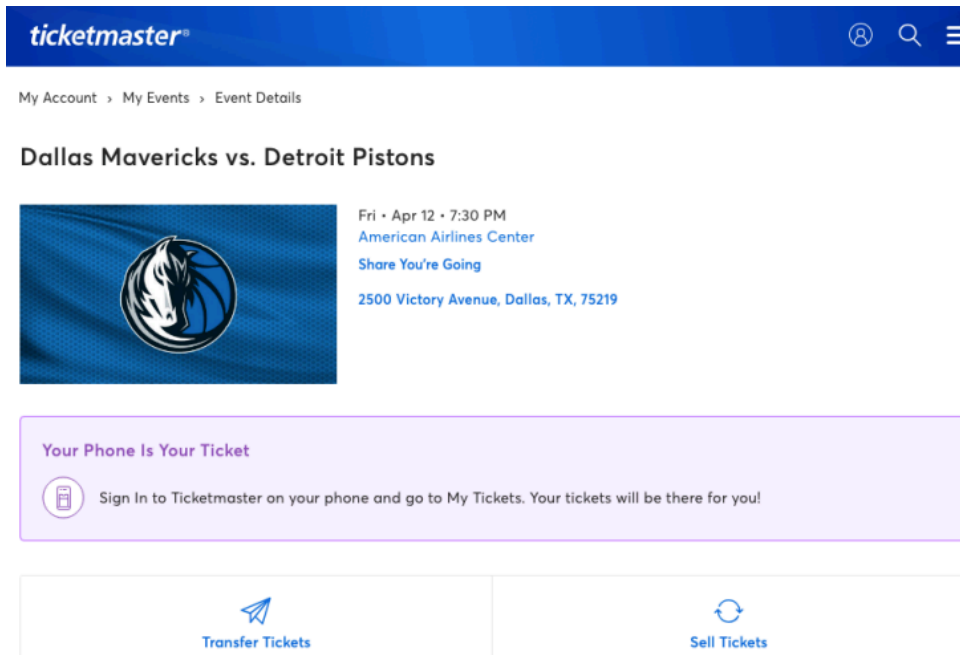 ticketmaster®
My Account > My Events > Event Details
Dallas Mavericks vs. Detroit Pistons
Fri • Apr 12 • 7:30 PM
American Airlines Center
Share You're Going
2500 Victory Avenue, Dallas, TX, 75219
Your Phone Is Your Ticket
Sign In to Ticketmaster on your phone and go to My Tickets. Your tickets will be there for you!
Transfer Tickets
Sell Tickets